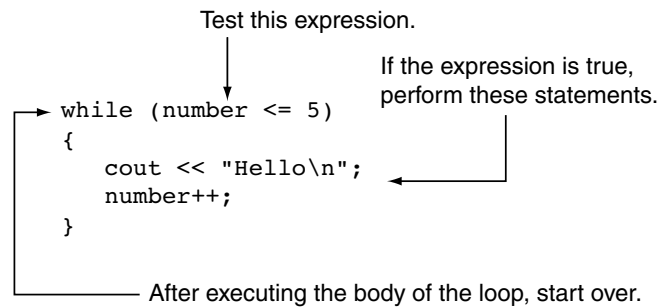 Test this expression.
If the expression is true,
perform these statements.
while (number <= 5)
{
cout << "Hello\n";
number++;
}
After executing the body of the loop, start over.